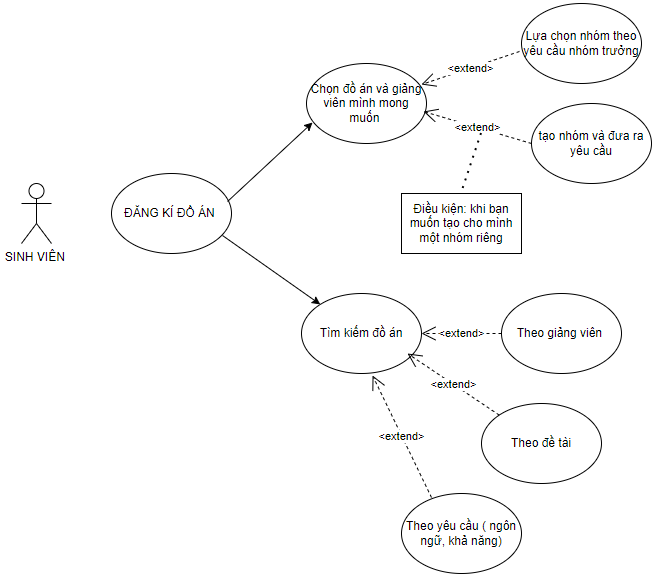 Lựa chọn nhóm theo
yêu cầu nhóm trưởng
<extend>
Chọn đồ án và giảng
viên mình mong
muốn
<extend>
tạo nhóm và đưa ra
yêu cầu
ĐĂNG KÍ ĐỒ ÁN
Điều kiện: khi bạn
muốn tạo cho mình
một nhóm riêng
SINH VIÊN
Tìm kiếm đồ án
<extend>
Theo giảng viên
<extend>
Theo đề tài
<extend>
Theo yêu cầu ( ngôn
ngữ, khả năng)